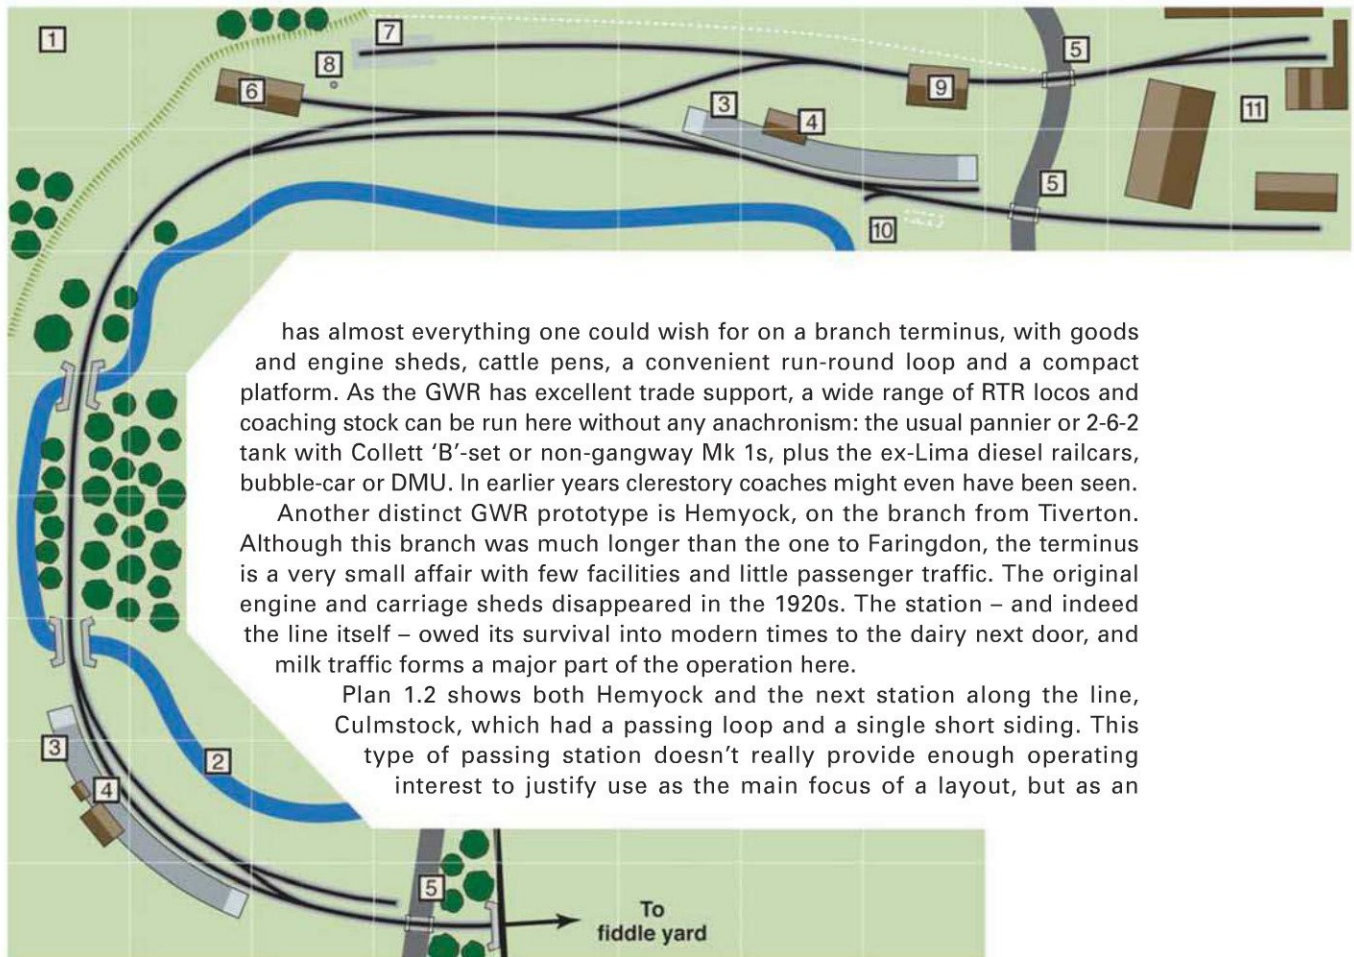 1
7
5
8
6
9
3
4
11
5
10
has almost everything one could wish for on a branch terminus, with goods
and engine sheds, cattle pens, a convenient run-round loop and a compact
platform. As the GWR has excellent trade support, a wide range of RTR locos and
coaching stock can be run here without any anachronism: the usual pannier or 2-6-2
tank with Collett ‘B’-set or non-gangway Mk 1s, plus the ex-Lima diesel railcars,
bubble-car or DMU. In earlier years clerestory coaches might even have been seen.
Another distinct GWR prototype is Hemyock, on the branch from Tiverton.
Although this branch was much longer than the one to Faringdon, the terminus
is a very small affair with few facilities and little passenger traffic. The original
engine and carriage sheds disappeared in the 1920s. The station – and indeed
the line itself – owed its survival into modern times to the dairy next door, and
milk traffic forms a major part of the operation here.
Plan 1.2 shows both Hemyock and the next station along the line,
Culmstock, which had a passing loop and a single short siding. This
type of passing station doesn’t really provide enough operating
interest to justify use as the main focus of a layout, but as an
3
2
4
5
To
fiddle yard